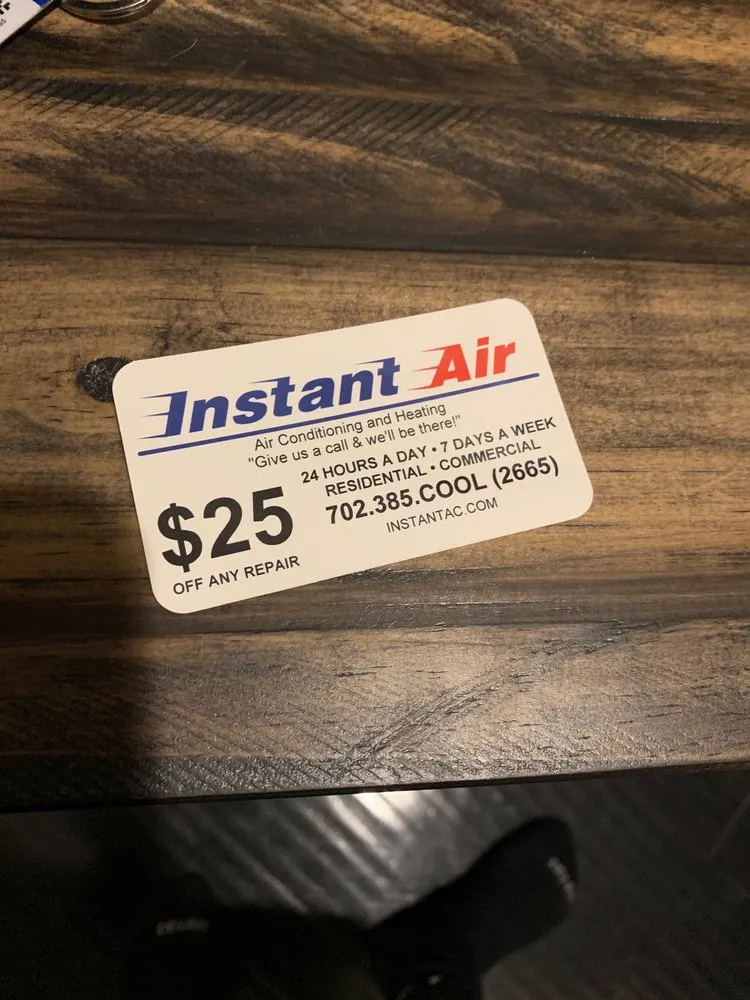 Instant Air
Air Conditioning and Heating
"Give us a call & we'll be there!"
24 HOURS A DAY • 7 DAYS A WEEK
RESIDENTIAL • COMMERCIAL
702.385.COOL (2665)
INSTANTAC.COM
$25
OFF ANY REPAIR